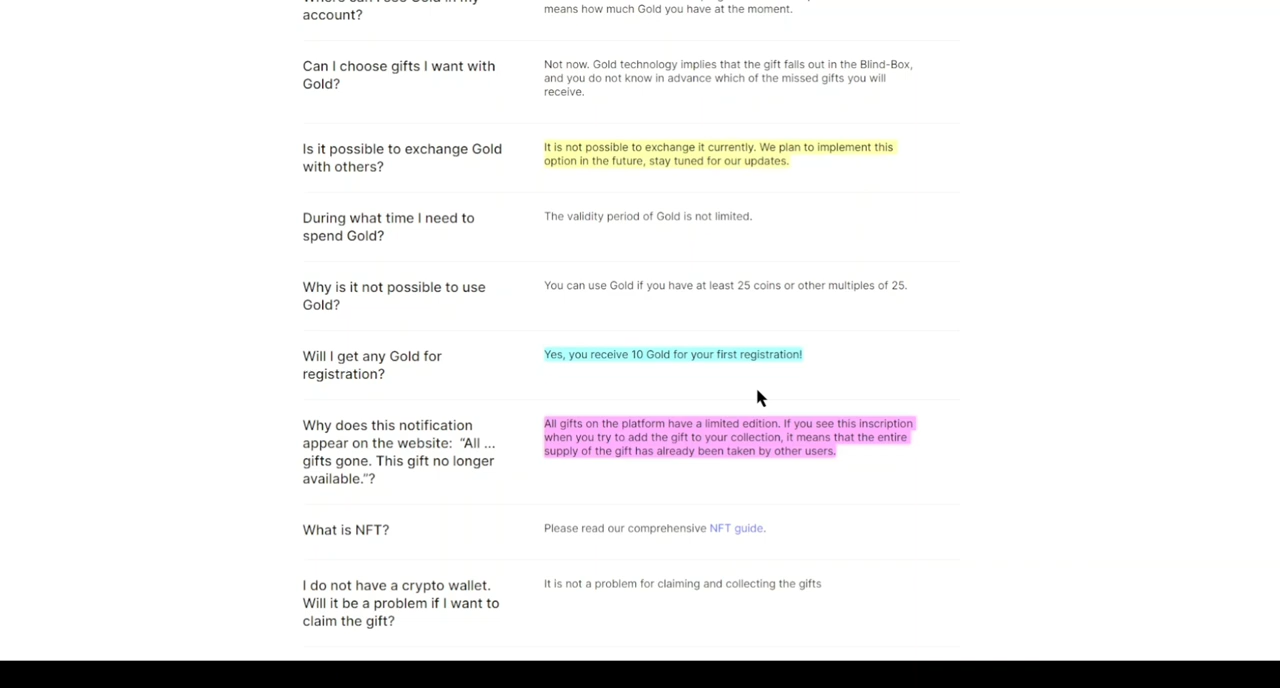 account?
means how much Gold you have at the moment.
Can I choose gifts I want with
Gold?
Not now. Gold technology implies that the gift falls out in the Blind-Box,
and you do not know in advance which of the missed gifts you will
receive.
Is it possible to exchange Gold
with others?
It is not possible to exchange it currently. We plan to implement this
option in the future, stay tuned for our updates.
During what time I need to
spend Gold?
The validity period of Gold is not limited.
Why is it not possible to use
Gold?
You can use Gold if you have at least 25 coins or other multiples of 25.
Will I get any Gold for
registration?
Yes, you receive 10 Gold for your first registration!
Why does this notification
appear on the website:  “All ...
gifts gone. This gift no longer
available.”?
All gifts on the platform have a limited edition. If you see this inscription
when you try to add the gift to your collection, it means that the entire
supply of the gift has already been taken by other users.
What is NFT?
Please read our comprehensive NFT guide.
I do not have a crypto wallet.
Will it be a problem if I want to
claim the gift?
It is not a problem for claiming and collecting the gifts